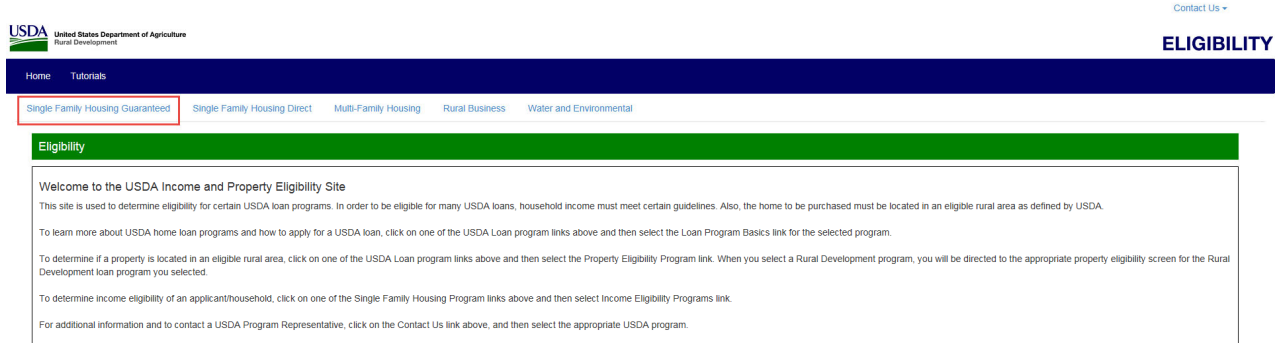 Contact Us
USDA
United States Department of Agriculture
Rural Development
ELIGIBILITY
Home Tutorials
Single Family Housing Guaranteed Single Family Housing Direct Multi-Family Housing Rural Business Water and Environmental
Eligibility
Welcome to the USDA Income and Property Eligibility Site
This site is used to determine eligibility for certain USDA loan programs. In order to be eligible for many USDA loans, household income must meet certain guidelines. Also, the home to be purchased must be located in an eligible rural area as defined by USDA.
To learn more about USDA home loan programs and how to apply for a USDA loan, click on one of the USDA Loan program links above and then select the Loan Program Basics link for the selected program.
To determine if a property is located in an eligible rural area, click on one of the USDA Loan program links above and then select the Property Eligibility Program link. When you select a Rural Development program, you will be directed to the appropriate property eligibility screen for the Rural
Development loan program you selected.
To determine income eligibility of an applicant/household, click on one of the Single Family Housing Program links above and then select Income Eligibility Programs link.
For additional information and to contact a USDA Program Representative, click on the Contact Us link above, and then select the appropriate USDA program.